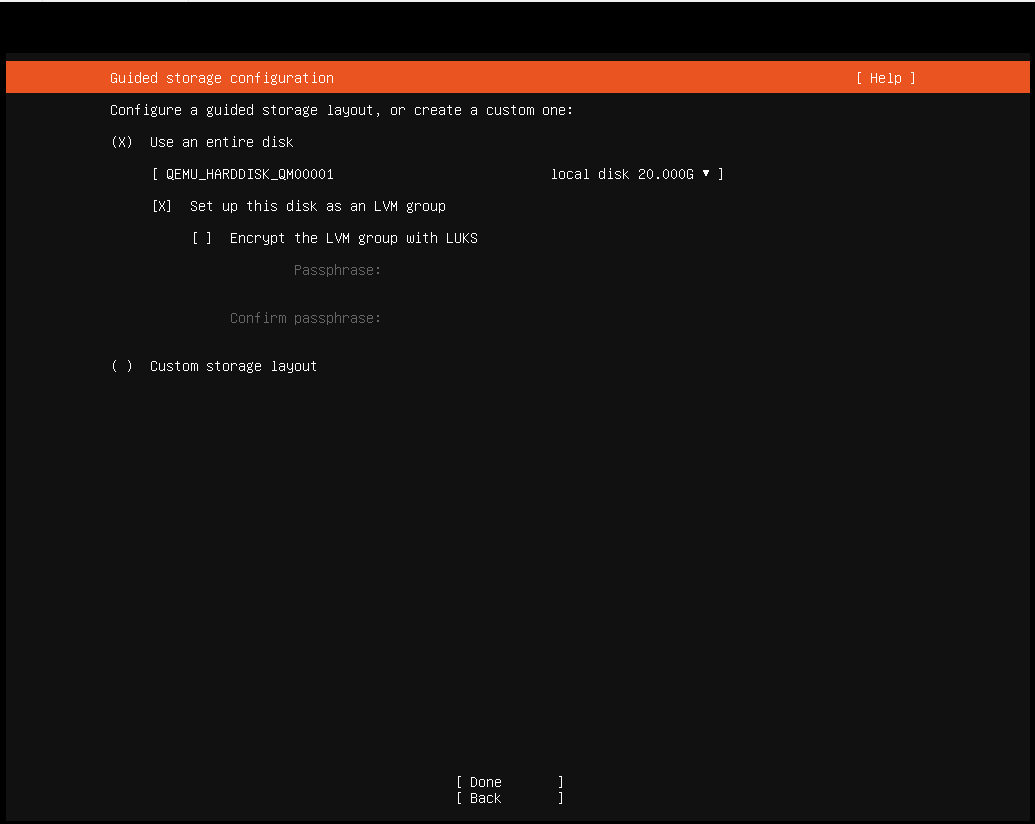 Guided storage configuration [ Help ]
Configure a guided storage layout, or create a custom one:
(X) Use an entire disk
[ QEMU_HARDDISK_QM00001 local disk 20.000G ▾ ]
[X] Set up this disk as an LVM group
[ ] Encrypt the LVM group with LUKS
Passphrase:
Confirm passphrase:
( ) Custom storage layout
[ Done ]
[ Back ]